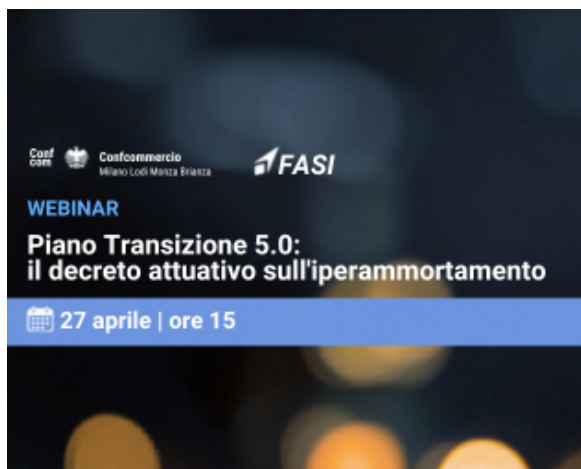 Conf
com
Confcommercio
Milano Lodi Monza Brianza
FASI
WEBINAR
Piano Transizione 5.0:
il decreto attuativo sull'iperammortamento
27 aprile | ore 15